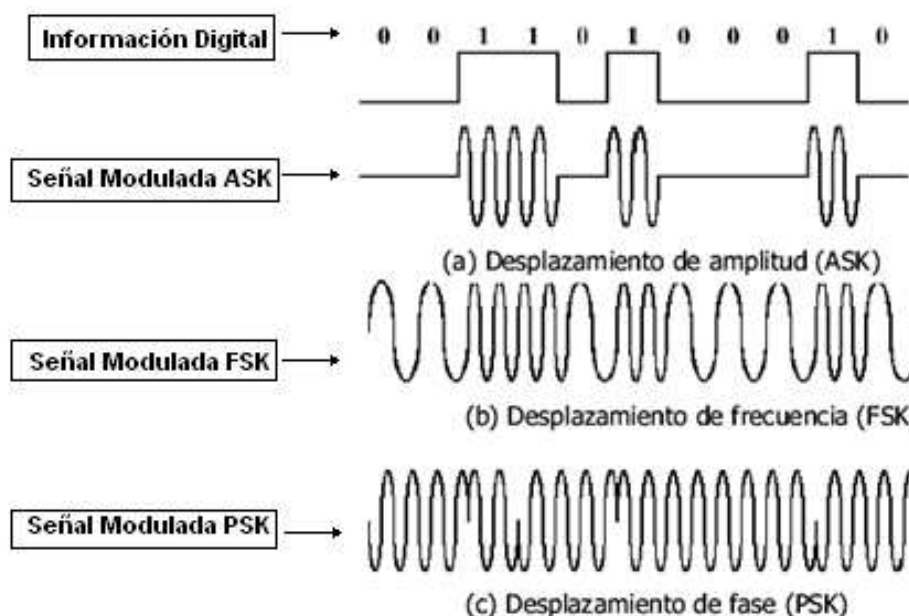 Información Digital
0 0 1 1 0 1 0 0 0 1 0
Señal Modulada ASK
(a) Desplazamiento de amplitud (ASK)
Señal Modulada FSK
(b) Desplazamiento de frecuencia (FSK
Señal Modulada PSK
(c) Desplazamiento de fase (PSK)